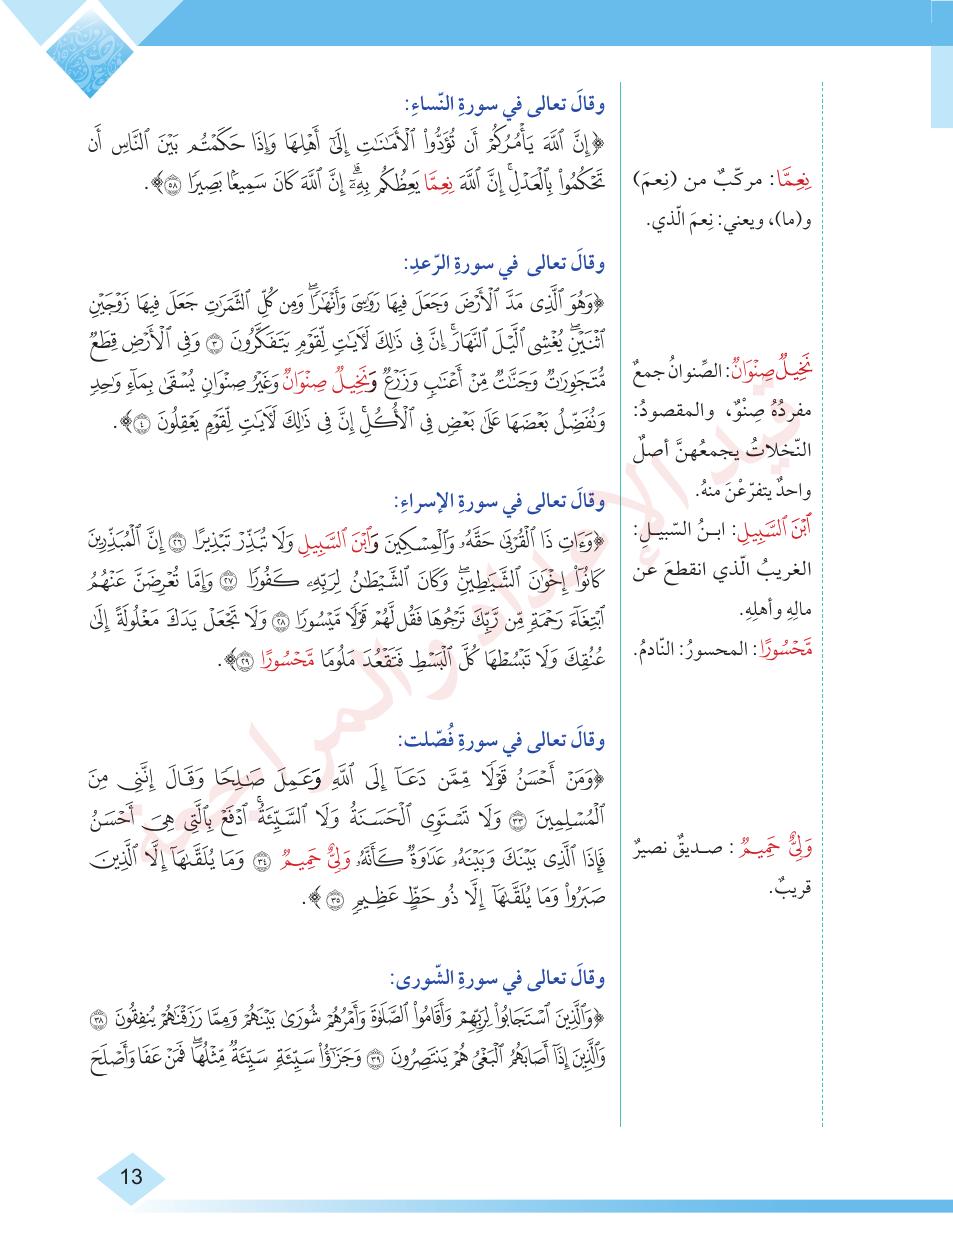 وقالَ تعالى في سورةِ النّساءِ:
﴿إِنَّ ٱللَّهَ يَأۡمُرُكُمۡ أَن تُؤَدُّواْ ٱلۡأَمَٰنَٰتِ إِلَىٰٓ أَهۡلِهَا وَإِذَا حَكَمۡتُم بَيۡنَ ٱلنَّاسِ أَن
تَحۡكُمُواْ بِٱلۡعَدۡلِۚ إِنَّ ٱللَّهَ نِعِمَّا يَعِظُكُم بِهِۦٓۗ إِنَّ ٱللَّهَ كَانَ سَمِيعَۢا بَصِيرٗا ٥٨﴾.
نِعِمَّا: مركّبٌ من (نِعمَ)
و(ما)، ويعني: نِعمَ الّذي.
وقالَ تعالى في سورةِ الرّعدِ:
﴿وَهُوَ ٱلَّذِي مَدَّ ٱلۡأَرۡضَ وَجَعَلَ فِيهَا رَوَٰسِيَ وَأَنۡهَٰرٗاۖ وَمِن كُلِّ ٱلثَّمَرَٰتِ جَعَلَ فِيهَا زَوۡجَيۡنِ
ٱثۡنَيۡنِۖ يُغۡشِي ٱلَّيۡلَ ٱلنَّهَارَۚ إِنَّ فِي ذَٰلِكَ لَأٓيَٰتٖ لِّقَوۡمٖ يَتَفَكَّرُونَ ٣ وَفِي ٱلۡأَرۡضِ قِطَعٞ
مُّتَجَٰوِرَٰتٞ وَجَنَّٰتٞ مِّنۡ أَعۡنَٰبٖ وَزَرۡعٞ وَنَخِيلٞ صِنۡوَانٞ وَغَيۡرُ صِنۡوَانٖ يُسۡقَىٰ بِمَآءٖ وَٰحِدٖ
وَنُفَضِّلُ بَعۡضَهَا عَلَىٰ بَعۡضٖ فِي ٱلۡأُكُلِۚ إِنَّ فِي ذَٰلِكَ لَأٓيَٰتٖ لِّقَوۡمٖ يَعۡقِلُونَ ٤﴾.
نَخِيلٞ صِنۡوَانٞ: الصِّنوانُ جمعٌ
مفردُهُ صِنْوٌ، والمقصودُ:
النّخلاتُ يجمعُهنَّ أصلٌ
واحدٌ يتفرّعْنَ منهُ.
وقالَ تعالى في سورةِ الإسراءِ:
﴿وَءَاتِ ذَا ٱلۡقُرۡبَىٰ حَقَّهُۥ وَٱلۡمِسۡكِينَ وَٱبۡنَ ٱلسَّبِيلِ وَلَا تُبَذِّرۡ تَبۡذِيرًا ٢٦ إِنَّ ٱلۡمُبَذِّرِينَ
كَانُوٓاْ إِخۡوَٰنَ ٱلشَّيَٰطِينِۖ وَكَانَ ٱلشَّيۡطَٰنُ لِرَبِّهِۦ كَفُورٗا ٢٧ وَإِمَّا تُعۡرِضَنَّ عَنۡهُمُ
ٱبۡتِغَآءَ رَحۡمَةٖ مِّن رَّبِّكَ تَرۡجُوهَا فَقُل لَّهُمۡ قَوۡلٗا مَّيۡسُورٗا ٢٨ وَلَا تَجۡعَلۡ يَدَكَ مَغۡلُولَةً إِلَىٰ
عُنُقِكَ وَلَا تَبۡسُطۡهَا كُلَّ ٱلۡبَسۡطِ فَتَقۡعُدَ مَلُومٗا مَّحۡسُورًا ٢٩﴾.
ٱبۡنَ ٱلسَّبِيلِ: ابنُ السّبيل:
الغريبُ الّذي انقطعَ عن
مالِهِ وأهلِهِ.
مَّحۡسُورًا: المحسورُ: النّادمُ.
وقالَ تعالى في سورةِ فُصّلت:
﴿وَمَنۡ أَحۡسَنُ قَوۡلٗا مِّمَّن دَعَآ إِلَى ٱللَّهِ وَعَمِلَ صَٰلِحٗا وَقَالَ إِنَّنِي مِنَ
ٱلۡمُسۡلِمِينَ ٣٣ وَلَا تَسۡتَوِي ٱلۡحَسَنَةُ وَلَا ٱلسَّيِّئَةُۚ ٱدۡفَعۡ بِٱلَّتِي هِيَ أَحۡسَنُ
فَإِذَا ٱلَّذِي بَيۡنَكَ وَبَيۡنَهُۥ عَدَٰوَةٞ كَأَنَّهُۥ وَلِيٌّ حَمِيمٞ ٣٤ وَمَا يُلَقَّىٰهَآ إِلَّا ٱلَّذِينَ
صَبَرُواْ وَمَا يُلَقَّىٰهَآ إِلَّا ذُو حَظٍّ عَظِيمٖ ٣٥﴾.
وَلِيٌّ حَمِيمٞ: صديقٌ نصيرٌ
قريبٌ.
وقالَ تعالى في سورةِ الشّورى:
﴿وَٱلَّذِينَ ٱسۡتَجَابُواْ لِرَبِّهِمۡ وَأَقَامُواْ ٱلصَّلَوٰةَ وَأَمۡرُهُمۡ شُورَىٰ بَيۡنَهُمۡ وَمِمَّا رَزَقۡنَٰهُمۡ يُنفِقُونَ ٣٨
وَٱلَّذِينَ إِذَآ أَصَابَهُمُ ٱلۡبَغۡيُ هُمۡ يَنتَصِرُونَ ٣٩ وَجَزَٰٓؤُاْ سَيِّئَةٖ سَيِّئَةٞ مِّثۡلُهَاۖ فَمَنۡ عَفَا وَأَصۡلَحَ
قيد الإعداد والمراجعة
13